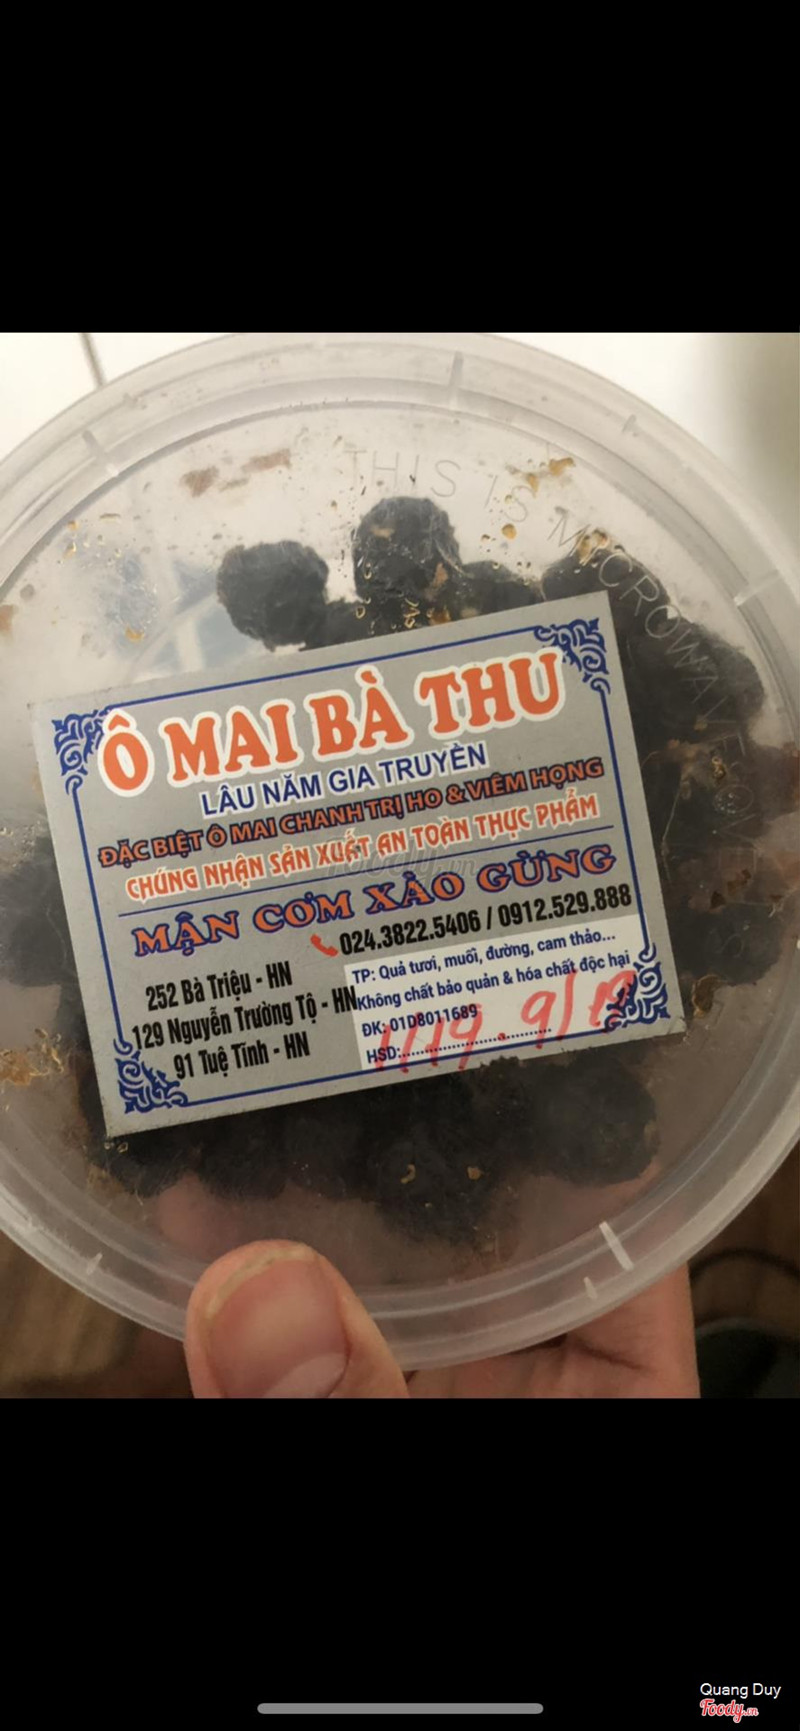 THIS IS MICROWAVE
Ô MAI BÀ THU
LÂU NĂM GIA TRUYỀN
ĐẶC BIỆT Ô MAI CHANH TRỊ HO & VIÊM HỌNG
CHỨNG NHẬN SẢN XUẤT AN TOÀN THỰC PHẨM
MẬN CƠM XÀO GỪNG
024.3822.5406 / 0912.529.888
252 Bà Triệu - HN
129 Nguyễn Trường Tộ - HN
91 Tuệ Tĩnh - HN
TP: Quả tươi, muối, đường, cam thảo...
Không chất bảo quản & hóa chất độc hại
ĐK: 01D8011689
HSD:
Foody.vn
Quang Duy
Foody.vn